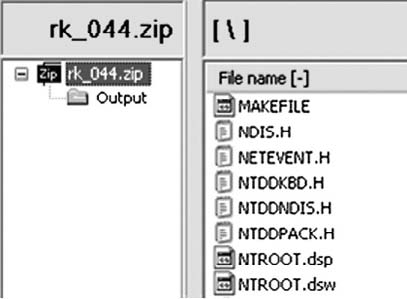 rk_044.zip
[ \ ]
Zip rk_044.zip
Output
File name [-]
MAKEFILE
NDIS.H
NETEVENT.H
NTDDKBD.H
NTDDNDIS.H
NTDDPACK.H
NTROOT.dsp
NTROOT.dsw